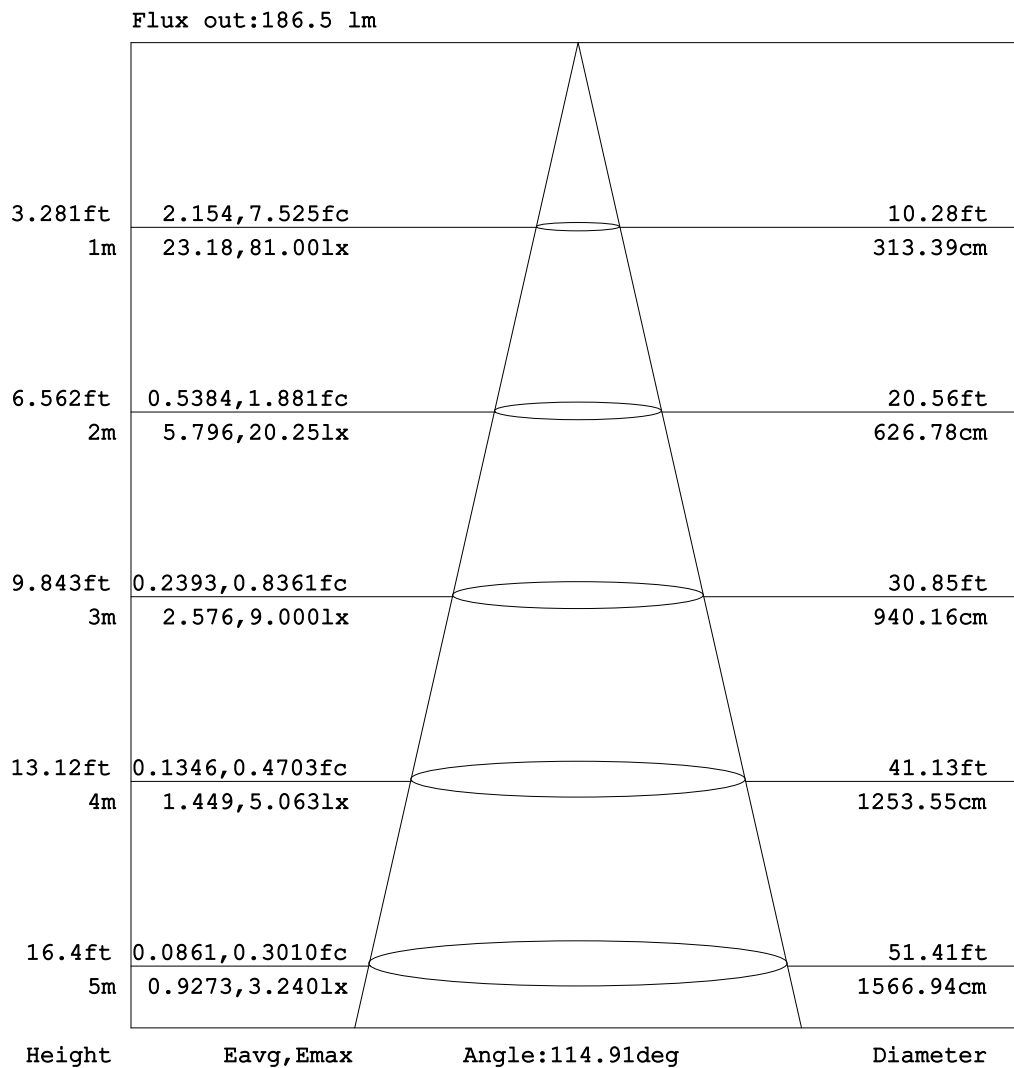 Flux out:186.5 lm
3.281ft 2.154,7.525fc 10.28ft
1m 23.18,81.00lx 313.39cm
6.562ft 0.5384,1.881fc 20.56ft
2m 5.796,20.25lx 626.78cm
9.843ft 0.2393,0.8361fc 30.85ft
3m 2.576,9.000lx 940.16cm
13.12ft 0.1346,0.4703fc 41.13ft
4m 1.449,5.063lx 1253.55cm
16.4ft 0.0861,0.3010fc 51.41ft
5m 0.9273,3.240lx 1566.94cm
Height Eavg,Emax Angle:114.91deg Diameter